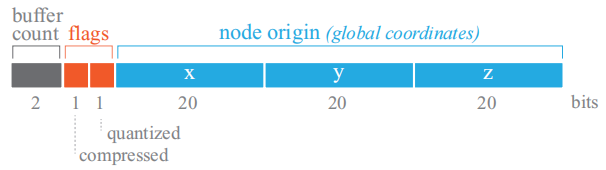 buffer
count
flags
node origin (global coordinates)
x y z
2 1 1 20 20 20 bits
quantized
compressed